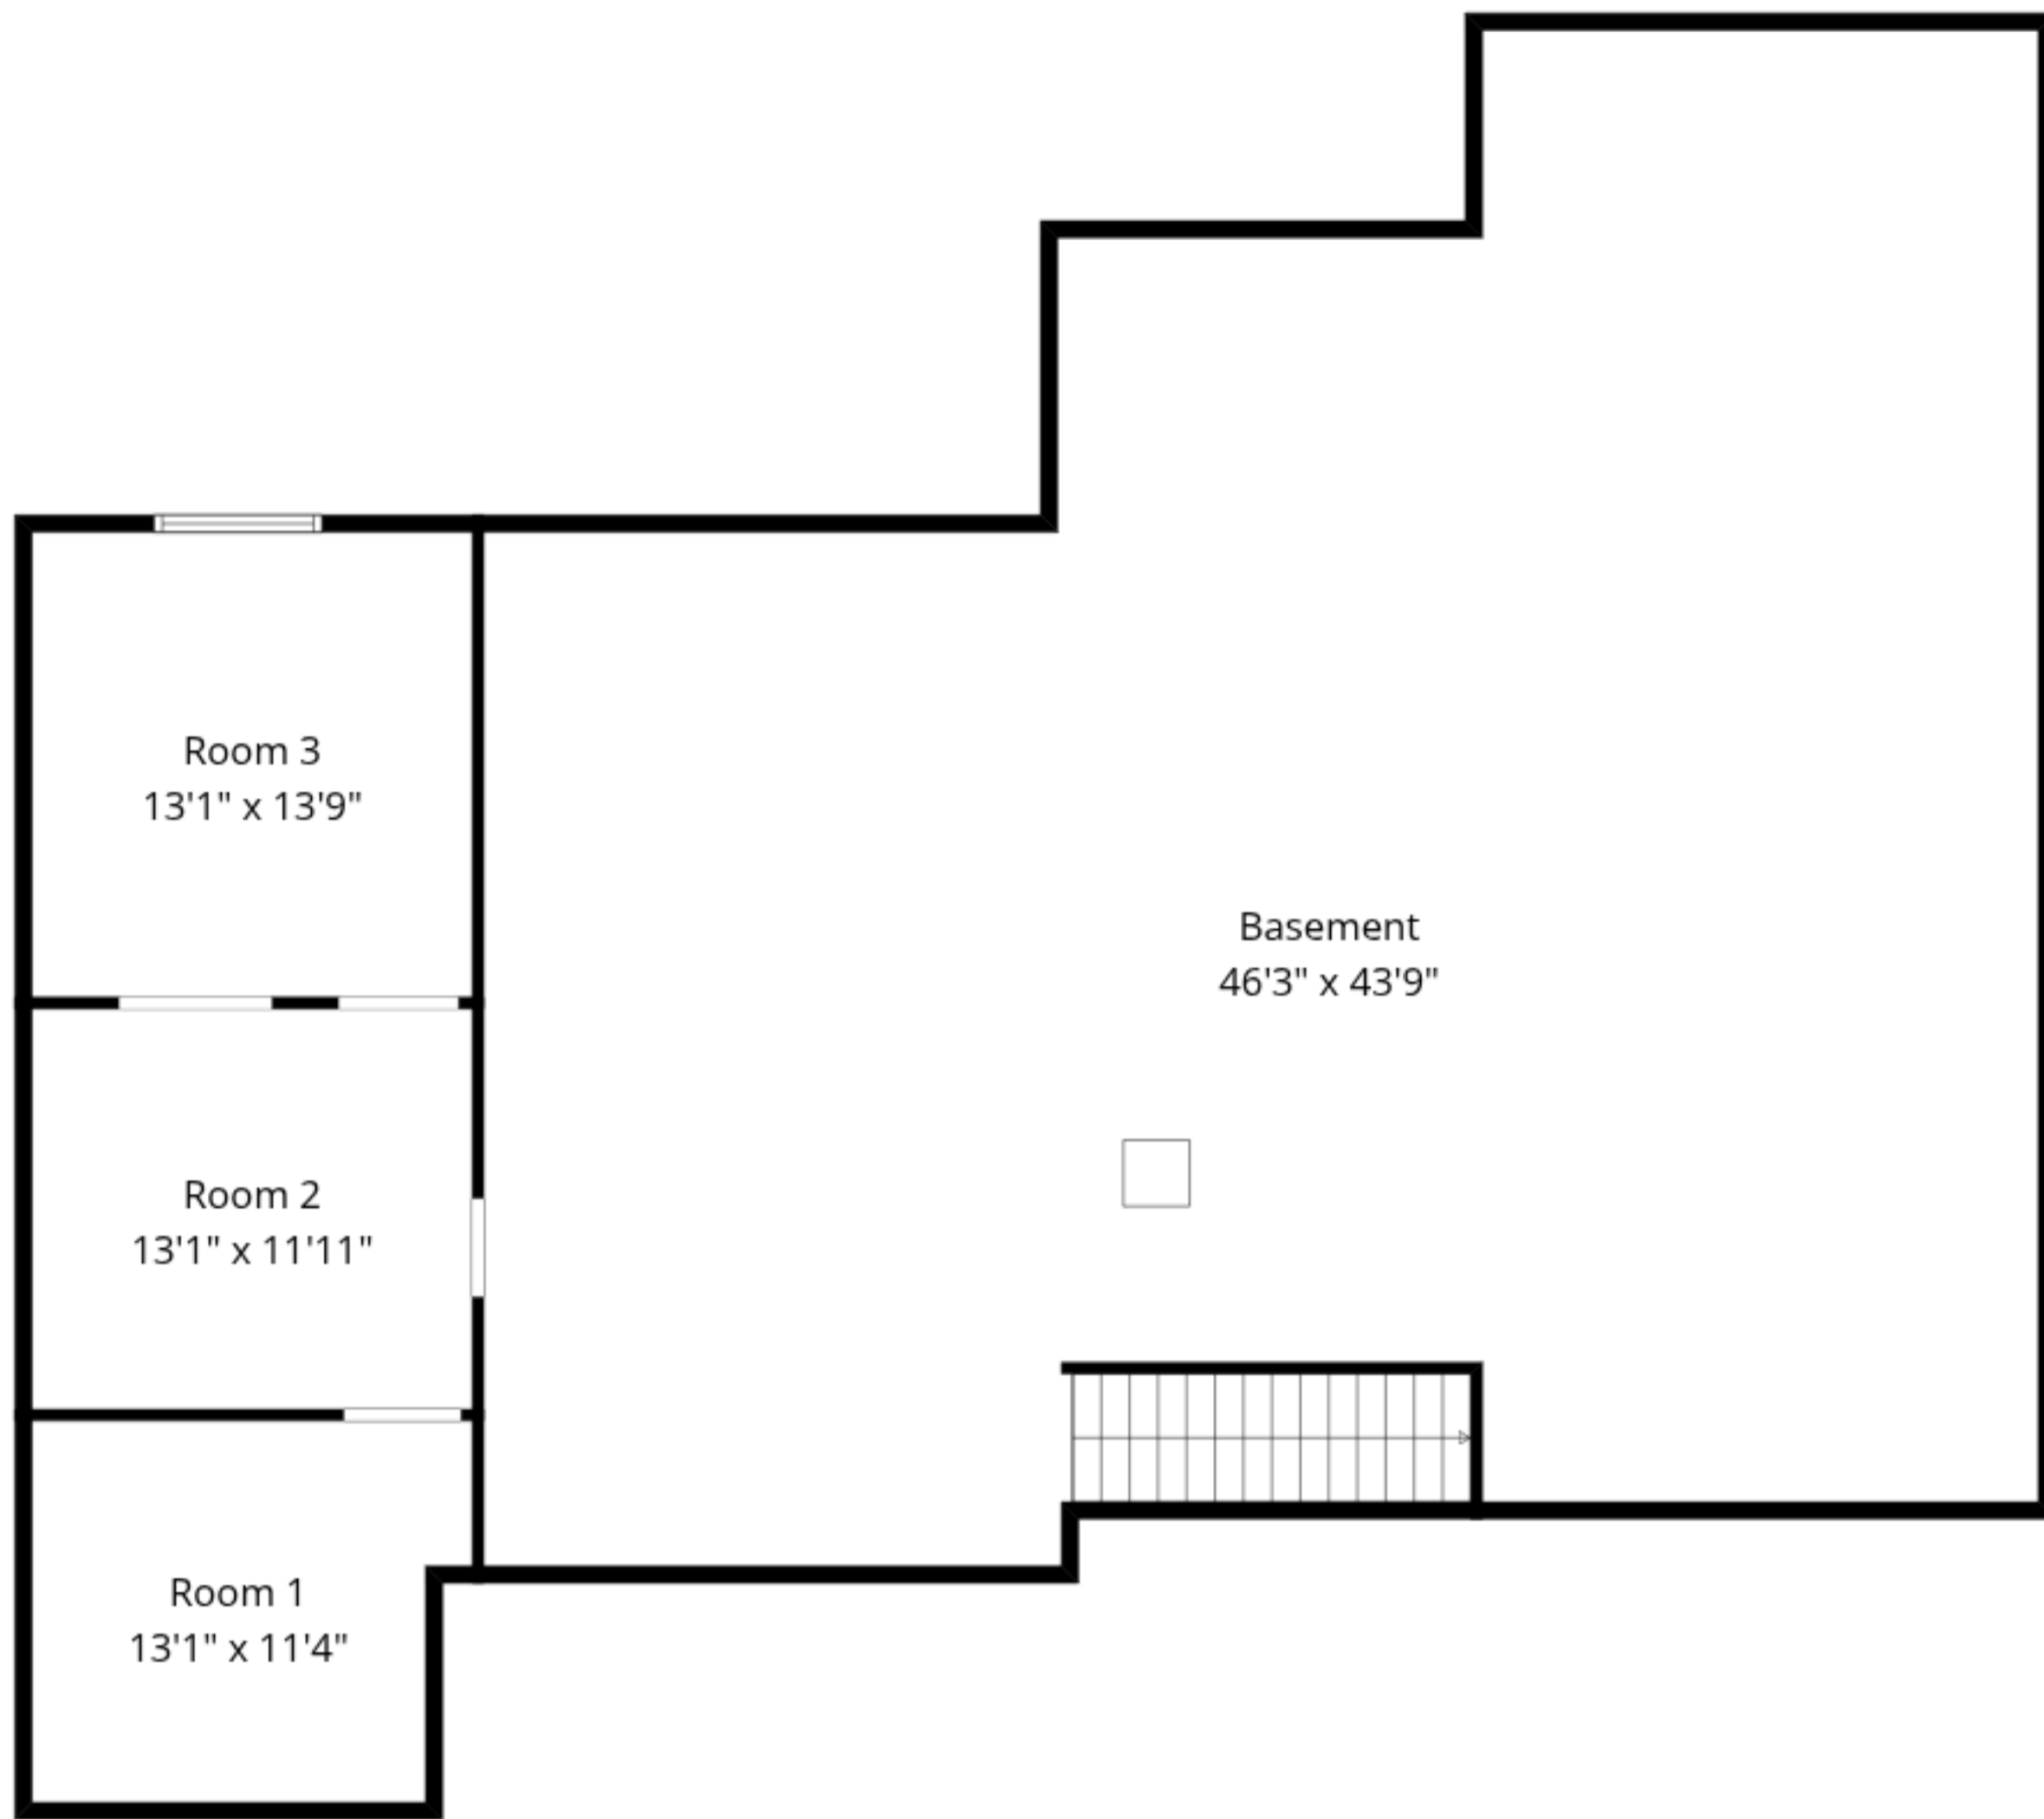 Room 3
13'1" x 13'9"
Basement
46'3" x 43'9"
Room 2
13'1" x 11'11"
Room 1
13'1" x 11'4"